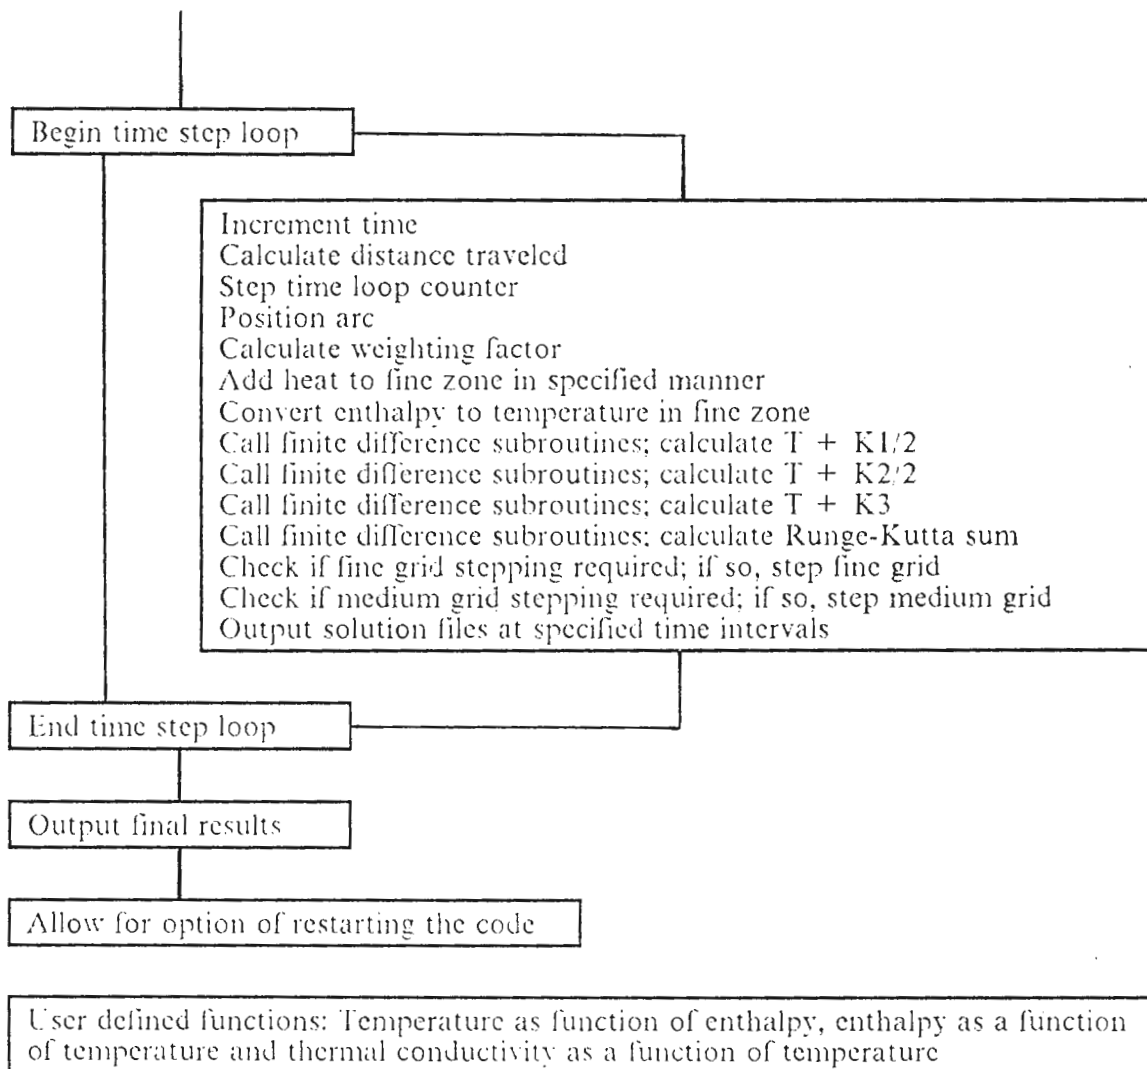 Begin time step loop
Increment time
Calculate distance traveled
Step time loop counter
Position arc
Calculate weighting factor
Add heat to fine zone in specified manner
Convert enthalpy to temperature in fine zone
Call finite difference subroutines; calculate T + K1/2
Call finite difference subroutines; calculate T + K2/2
Call finite difference subroutines; calculate T + K3
Call finite difference subroutines; calculate Runge-Kutta sum
Check if fine grid stepping required; if so, step fine grid
Check if medium grid stepping required; if so, step medium grid
Output solution files at specified time intervals
End time step loop
Output final results
Allow for option of restarting the code
User defined functions: Temperature as function of enthalpy, enthalpy as a function
of temperature and thermal conductivity as a function of temperature